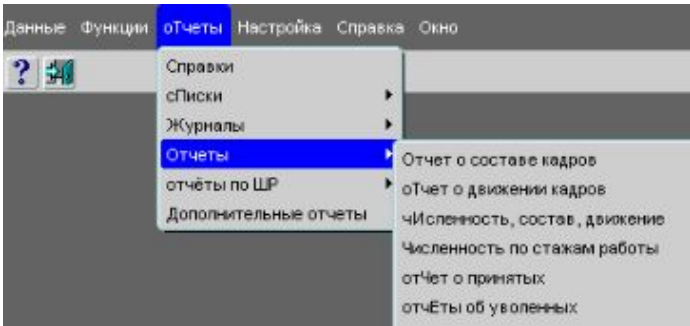 Данные Функции оТчеты Настройка Справка Окно
?
Справки
сПиски
Журналы
Отчеты
отчёты по ШР
Дополнительные отчеты
Отчет о составе кадров
оТчет о движении кадров
чИсленность, состав, движение
Численность по стажам работы
отЧет о принятых
отчЕты об уволенных